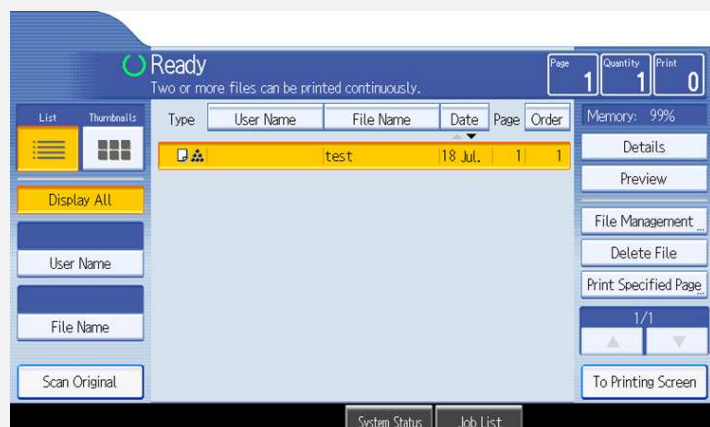 Ready
Two or more files can be printed continuously.
Page
1
Quantity
1
Print
0
List Thumbnails
Display All
User Name
File Name
Scan Original
Type User Name File Name Date Page Order
test 18 Jul. 1 1
Memory: 99%
Details
Preview
File Management
Delete File
Print Specified Page
1/1
To Printing Screen
System Status Job List